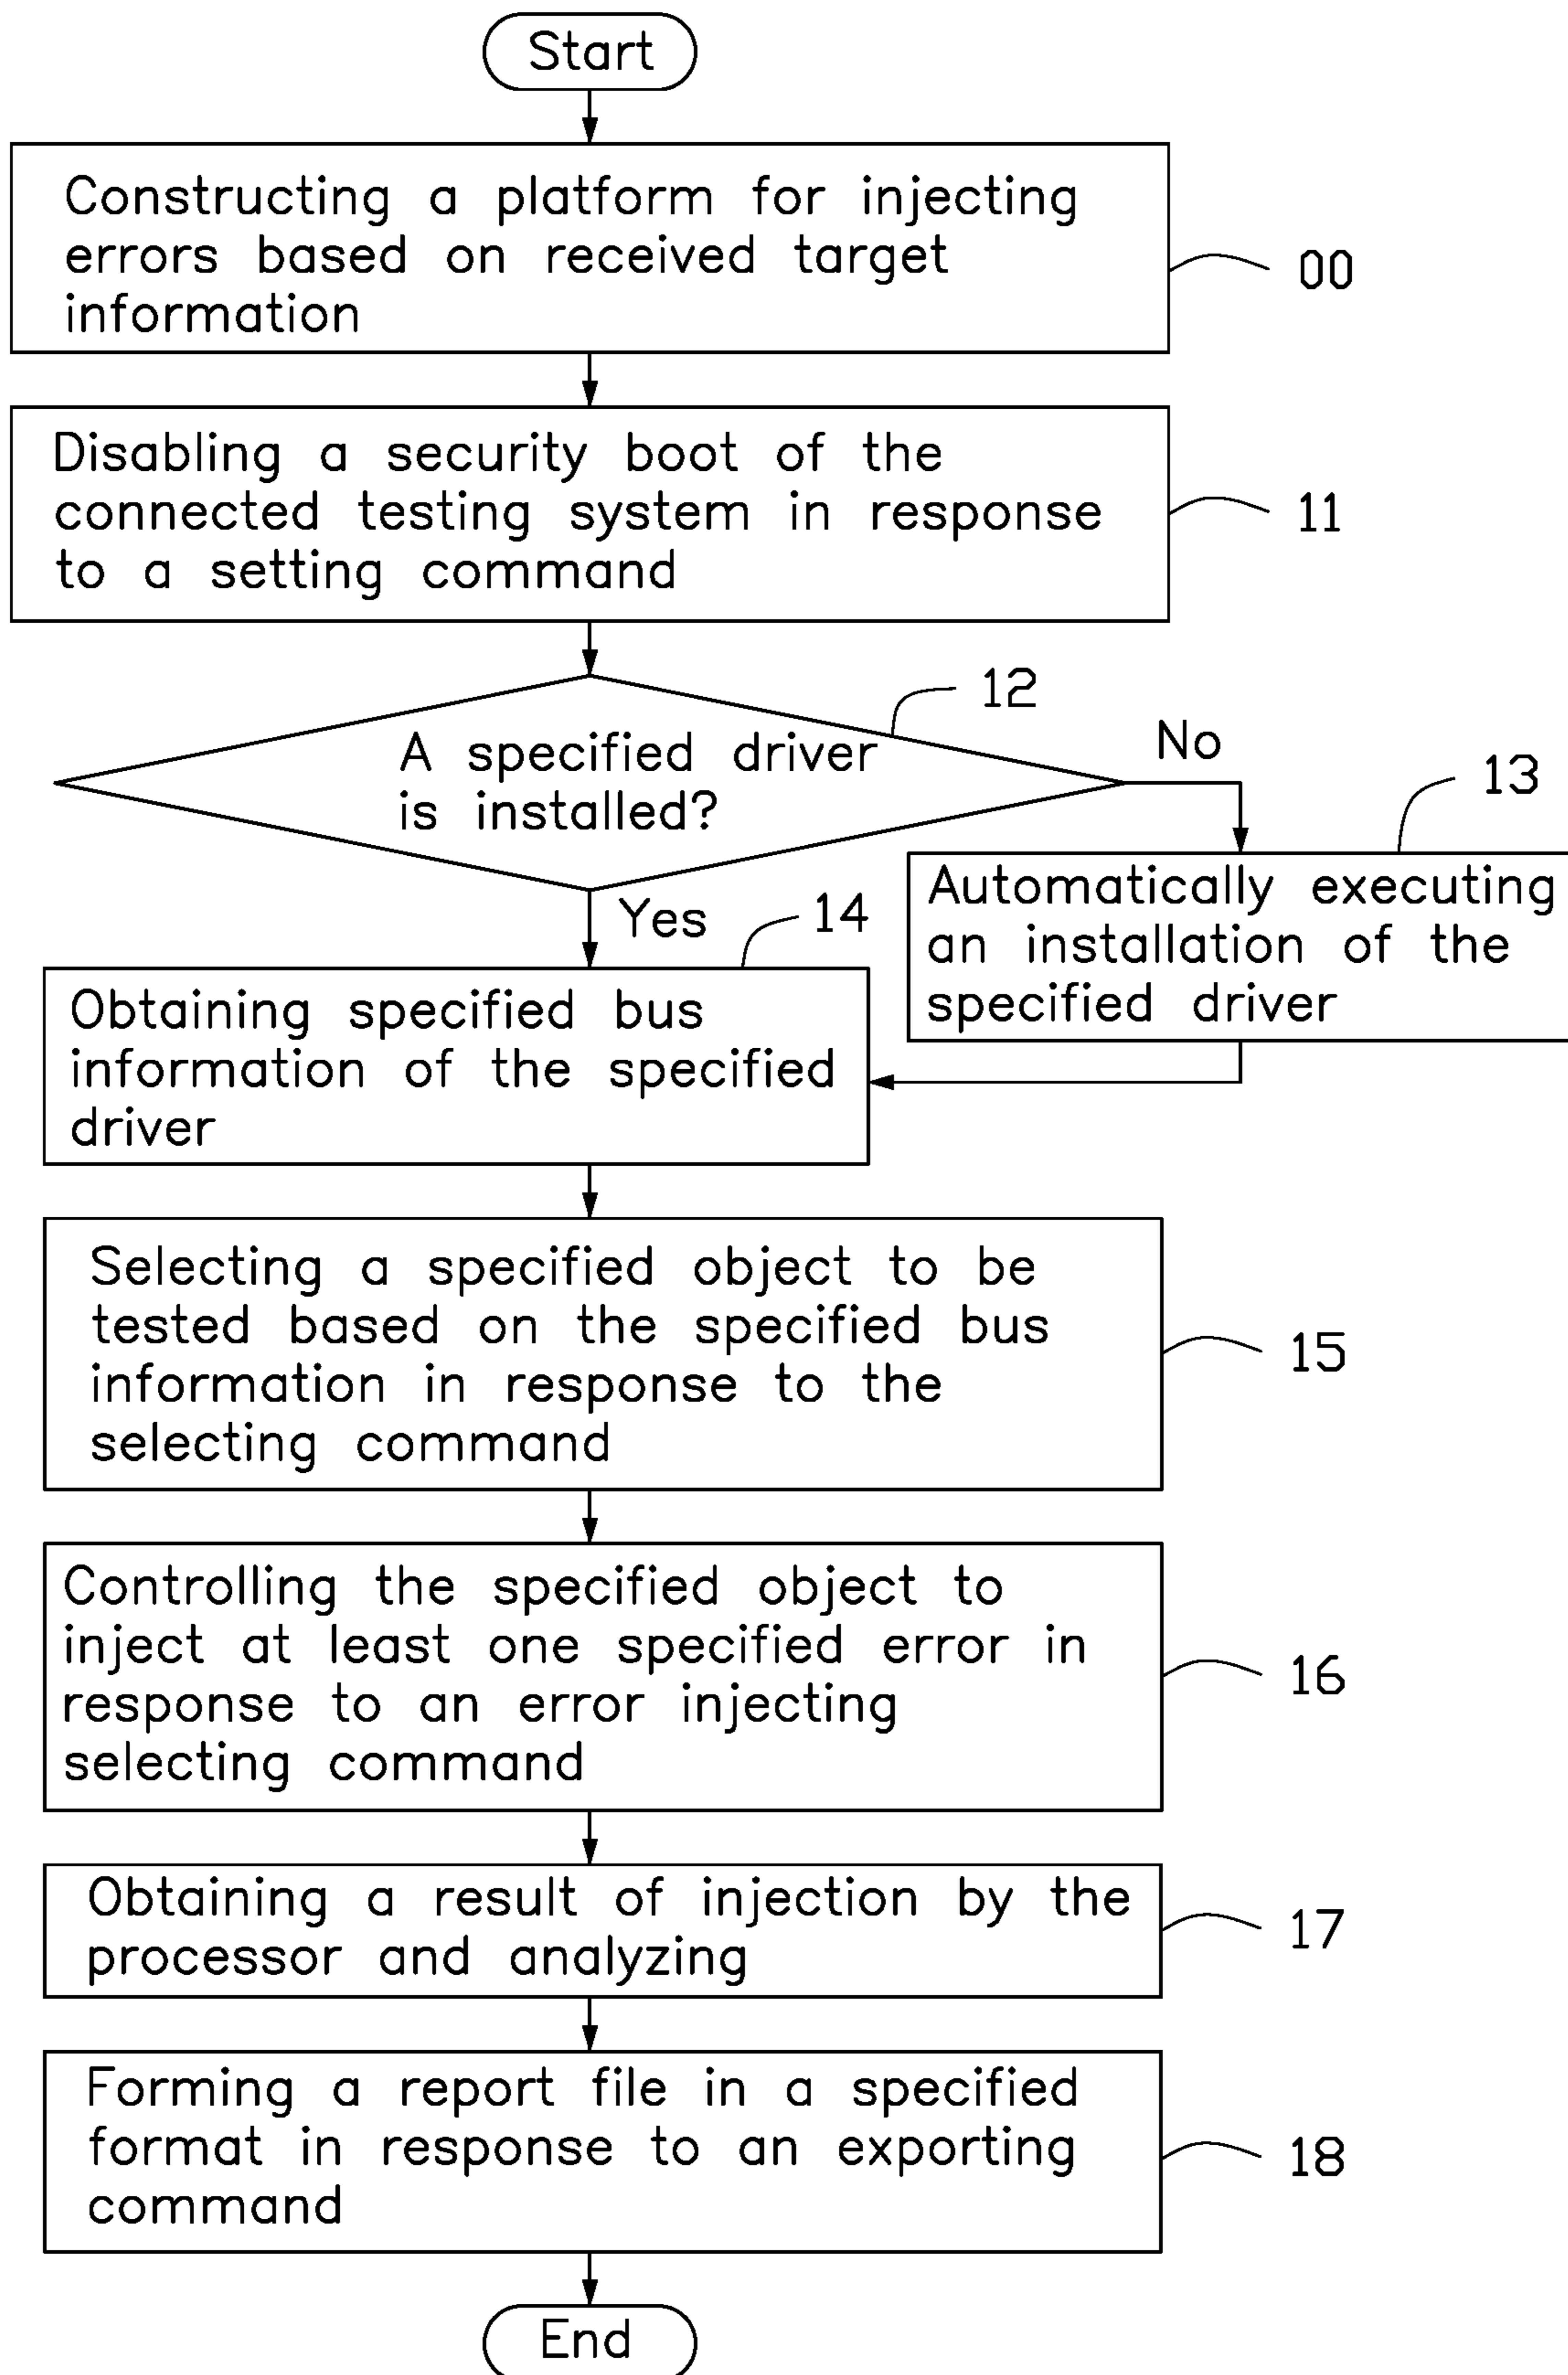 Start
Constructing a platform for injecting
errors based on received target
information
00
Disabling a security boot of the
connected testing system in response
to a setting command
11
12
A specified driver
is installed?
No
13
Automatically executing
an installation of the
specified driver
Yes
14
Obtaining specified bus
information of the specified
driver
Selecting a specified object to be
tested based on the specified bus
information in response to the
selecting command
15
Controlling the specified object to
inject at least one specified error in
response to an error injecting
selecting command
16
Obtaining a result of injection by the
processor and analyzing
17
Forming a report file in a specified
format in response to an exporting
command
18
End